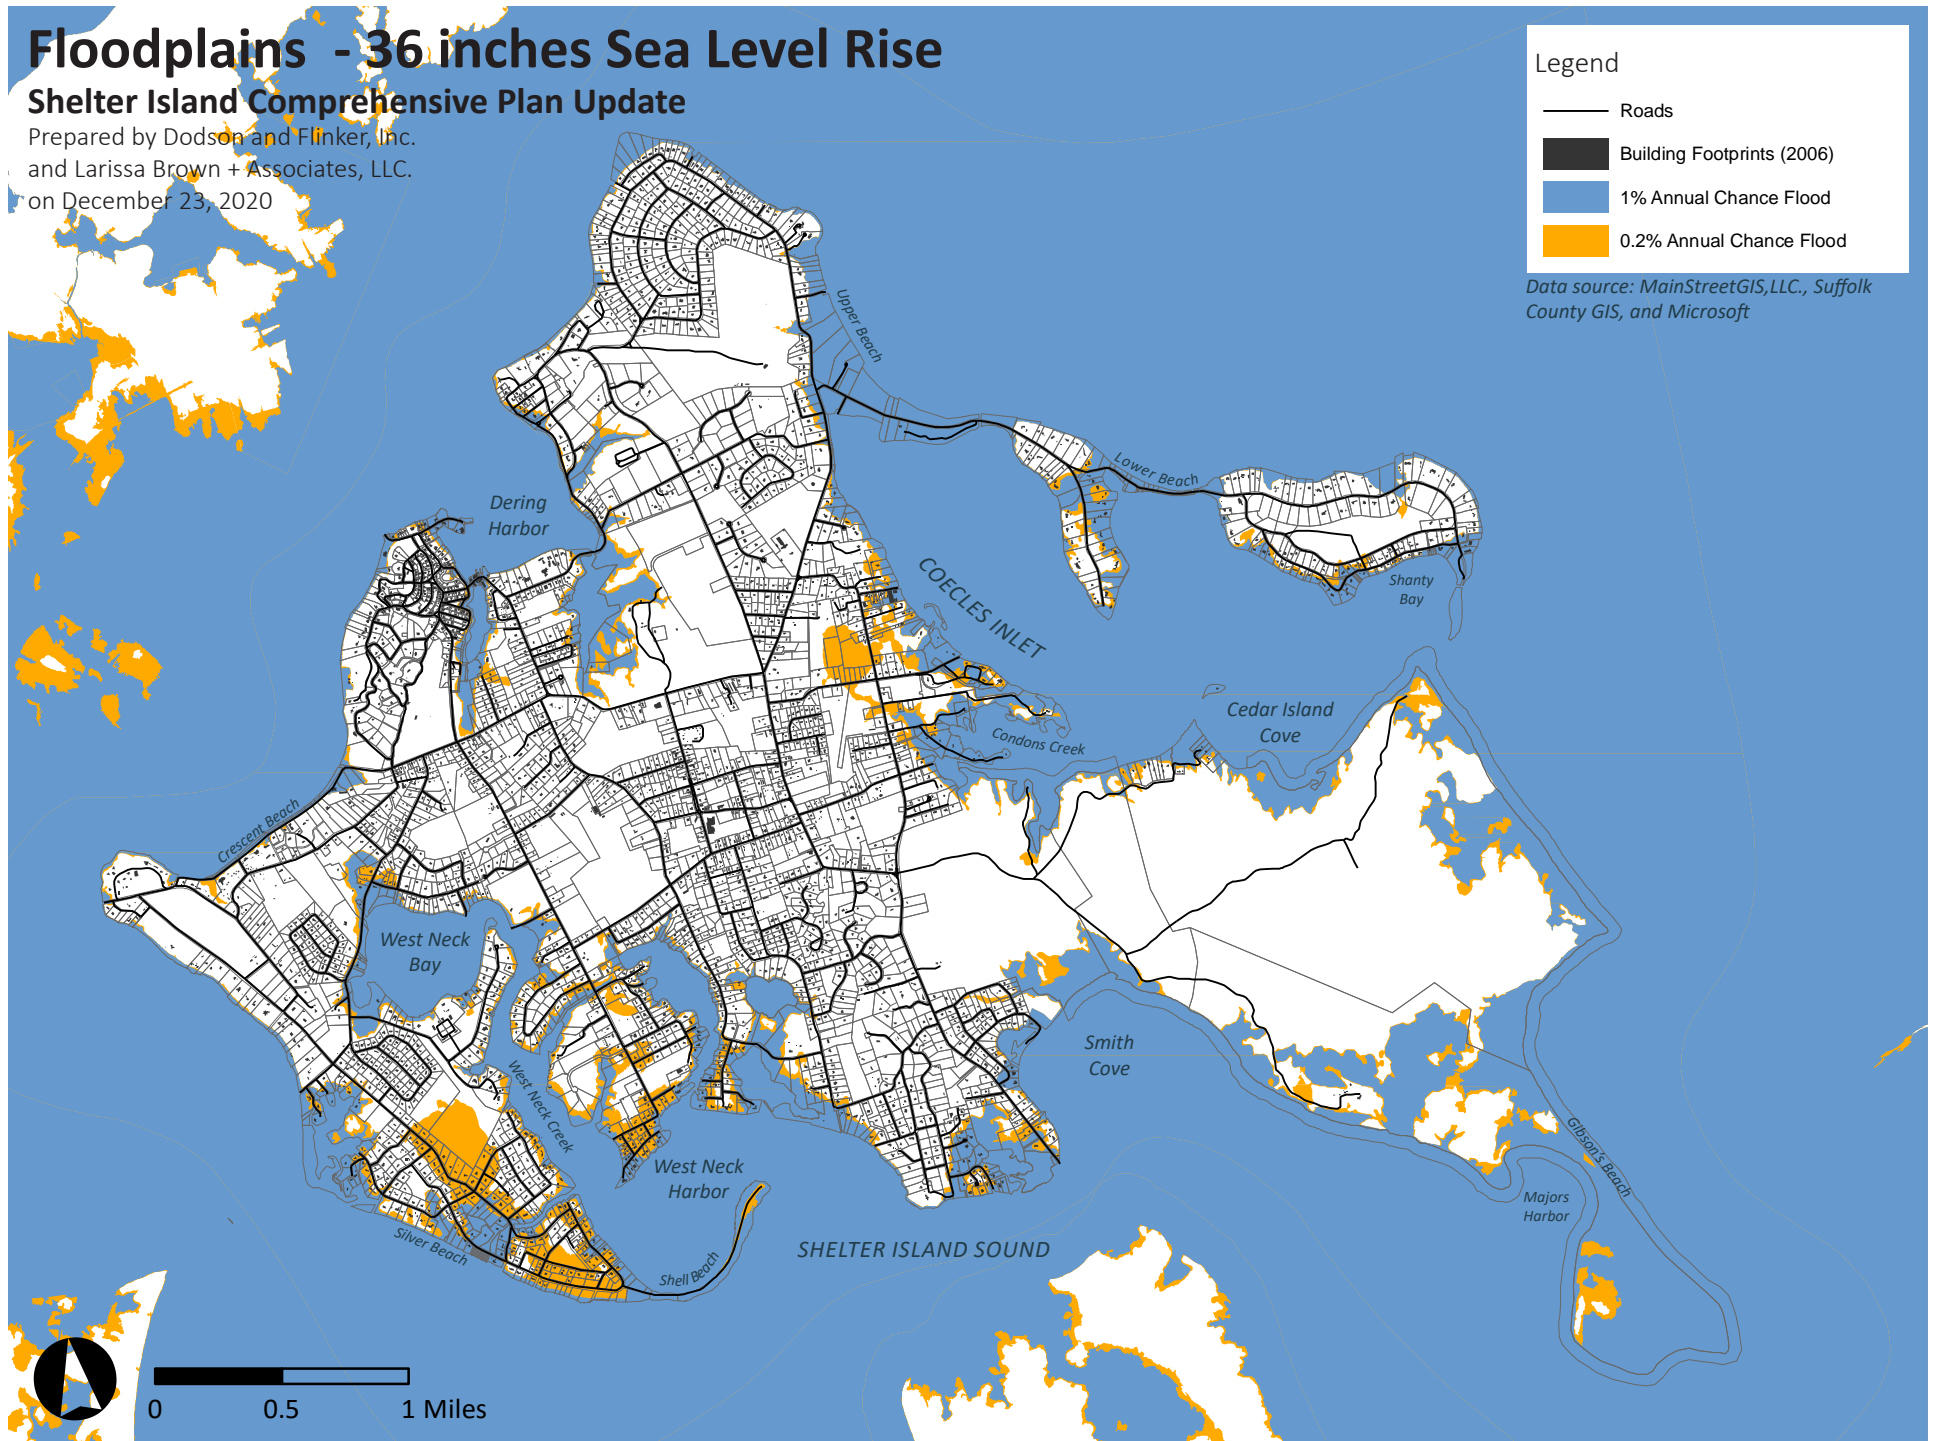 Floodplains - 36 inches Sea Level Rise
Shelter Island Comprehensive Plan Update
Prepared by Dodson and Flinker, Inc.
and Larissa Brown + Associates, LLC.
on December 23, 2020
Legend
Roads
Building Footprints (2006)
1% Annual Chance Flood
0.2% Annual Chance Flood
Data source: MainStreetGIS,LLC., Suffolk
County GIS, and Microsoft
Upper Beach
Lower Beach
Dering
Harbor
COECLES INLET
Shanty
Bay
Cedar Island
Cove
Condons Creek
Crescent Beach
West Neck
Bay
Smith
Cove
West Neck Creek
West Neck
Harbor
Gibson's Beach
Majors
Harbor
Silver Beach
Shell Beach
SHELTER ISLAND SOUND
0
0.5
1 Miles